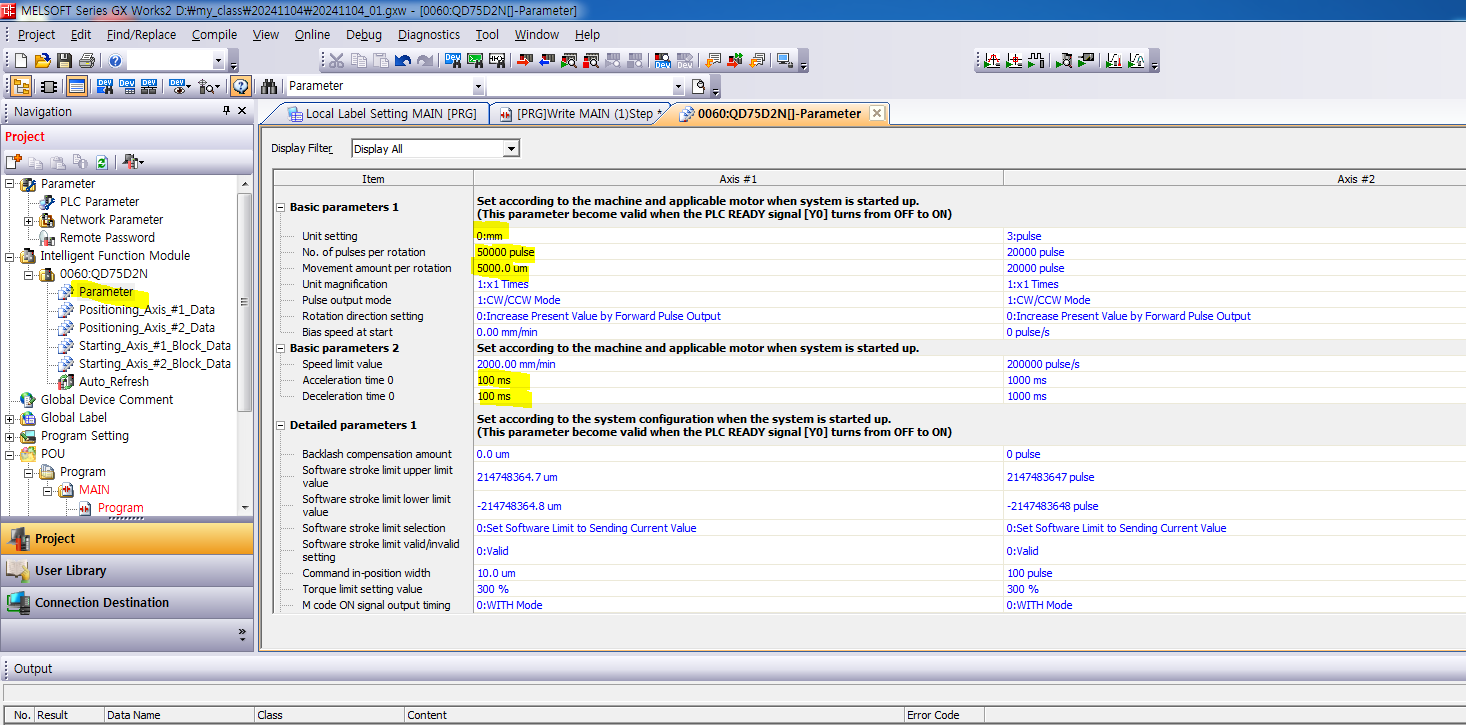 MELSOFT Series GX Works2 D:₩my_class₩20241104₩20241104_01.gxw - [0060:QD75D2N[]-Parameter]
Project Edit Find/Replace Compile View Online Debug Diagnostics Tool Window Help
Parameter
Navigation
Local Label Setting MAIN [PRG]
[PRG]Write MAIN (1)Step *
0060:QD75D2N[]-Parameter
Project
Parameter
PLC Parameter
Network Parameter
Remote Password
Intelligent Function Module
0060:QD75D2N
Parameter
Positioning_Axis_#1_Data
Positioning_Axis_#2_Data
Starting_Axis_#1_Block_Data
Starting_Axis_#2_Block_Data
Auto_Refresh
Global Device Comment
Global Label
Program Setting
POU
Program
MAIN
Program
Project
User Library
Connection Destination
Display Filter Display All
Item Axis #1 Axis #2
Basic parameters 1 Set according to the machine and applicable motor when system is started up.
(This parameter become valid when the PLC READY signal [Y0] turns from OFF to ON)
Unit setting 0:mm 3:pulse
No. of pulses per rotation 50000 pulse 20000 pulse
Movement amount per rotation 5000.0 um 20000 pulse
Unit magnification 1:x1 Times 1:x1 Times
Pulse output mode 1:CW/CCW Mode 1:CW/CCW Mode
Rotation direction setting 0:Increase Present Value by Forward Pulse Output 0:Increase Present Value by Forward Pulse Output
Bias speed at start 0.00 mm/min 0 pulse/s
Basic parameters 2 Set according to the machine and applicable motor when system is started up.
Speed limit value 2000.00 mm/min 200000 pulse/s
Acceleration time 0 100 ms 1000 ms
Deceleration time 0 100 ms 1000 ms
Detailed parameters 1 Set according to the system configuration when the system is started up.
(This parameter become valid when the PLC READY signal [Y0] turns from OFF to ON)
Backlash compensation amount 0.0 um 0 pulse
Software stroke limit upper limit
value 214748364.7 um 2147483647 pulse
Software stroke limit lower limit
value -214748364.8 um -2147483648 pulse
Software stroke limit selection 0:Set Software Limit to Sending Current Value 0:Set Software Limit to Sending Current Value
Software stroke limit valid/invalid
setting 0:Valid 0:Valid
Command in-position width 10.0 um 100 pulse
Torque limit setting value 300 % 300 %
M code ON signal output timing 0:WITH Mode 0:WITH Mode
Output
No. Result Data Name Class Content Error Code